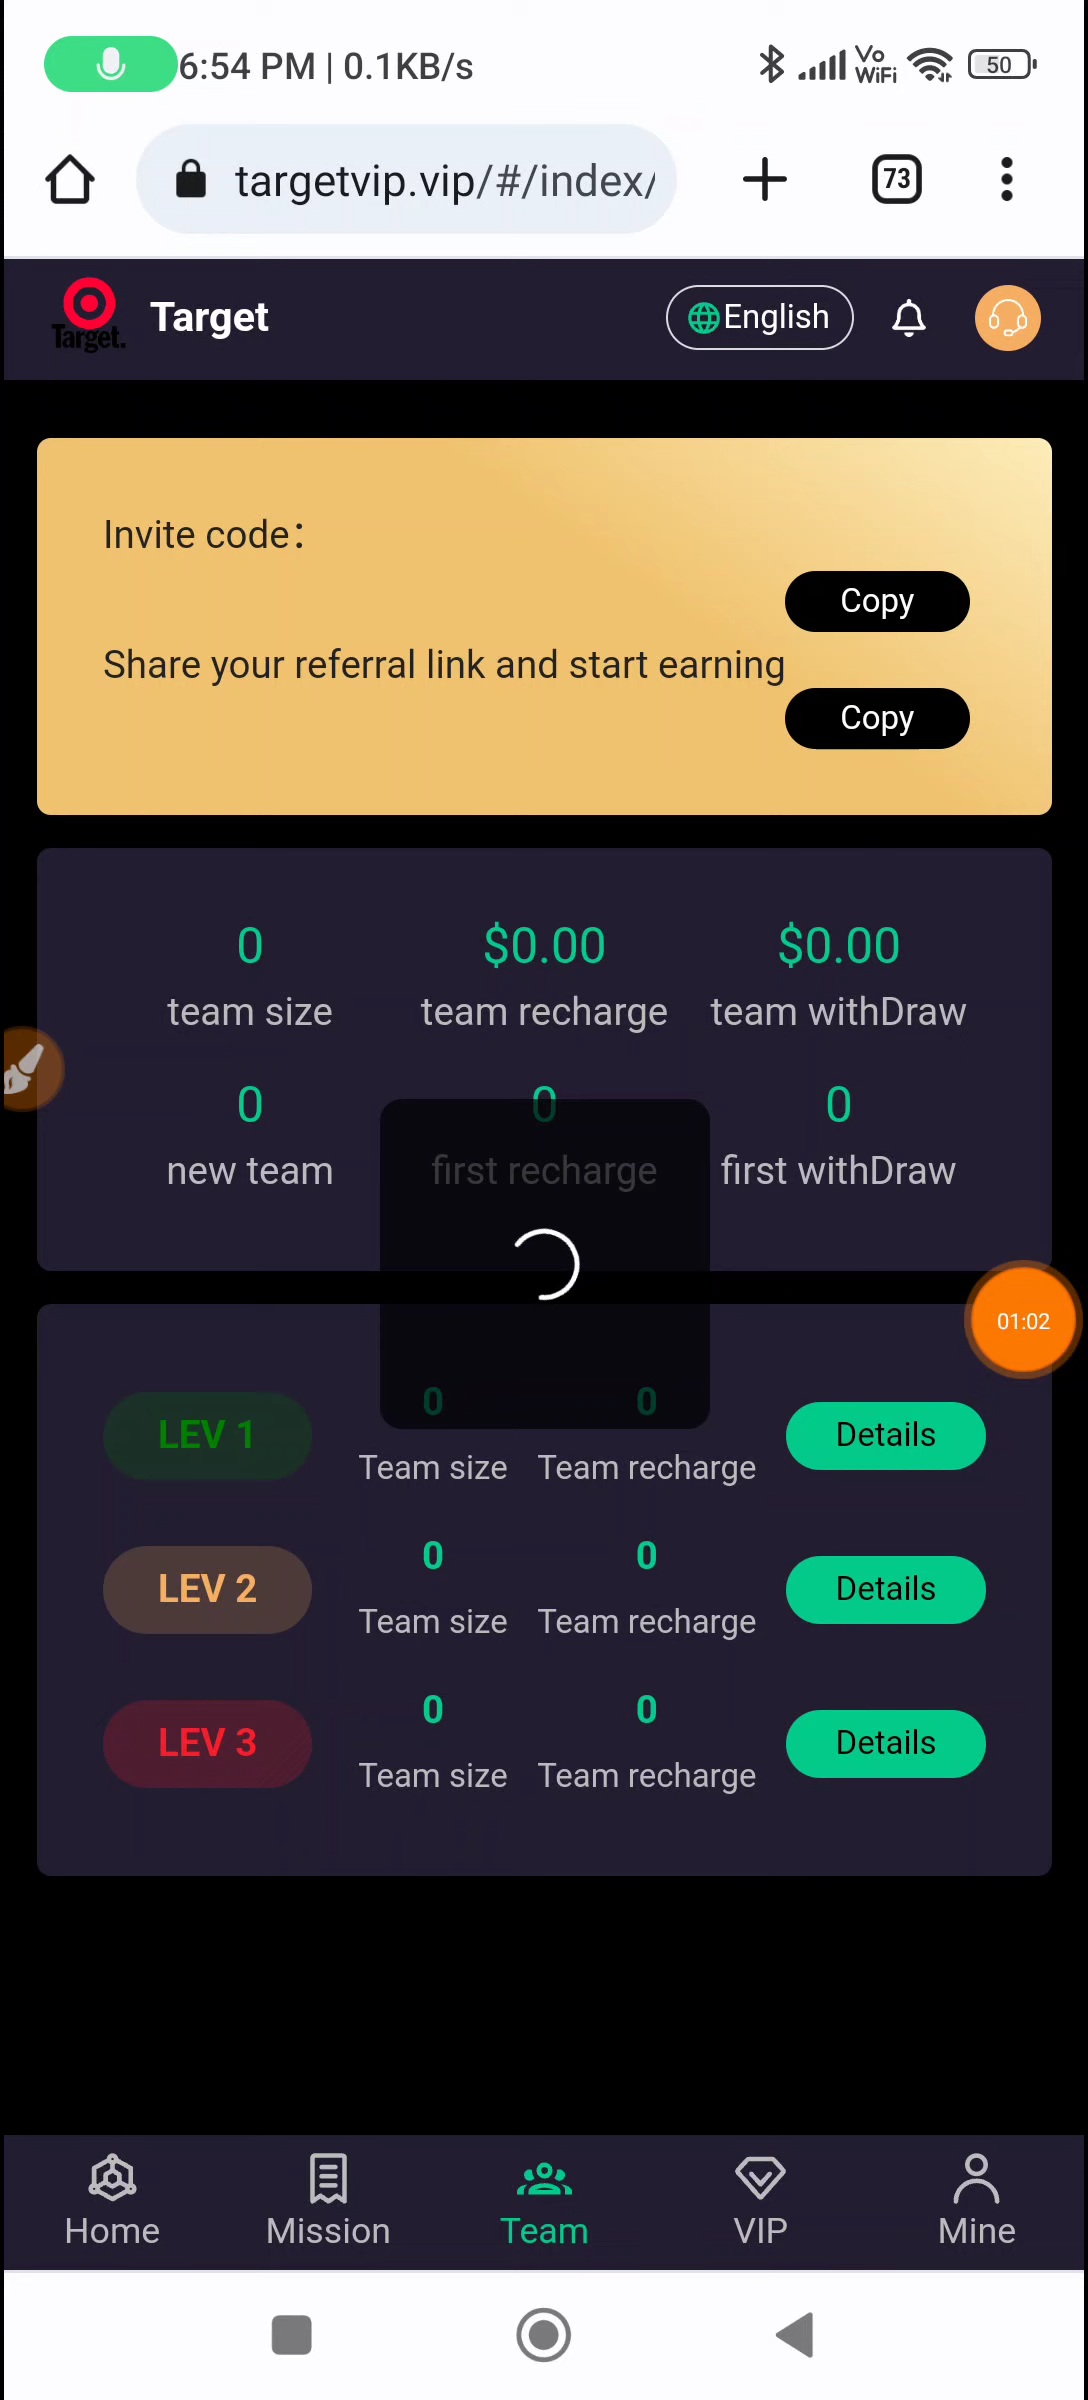 6:54 PM | 0.1KB/s
Vo
WiFi
50
targetvip.vip/#/index/
73
Target.
Target
English
Invite code：
Copy
Share your referral link and start earning
Copy
0
$0.00
$0.00
team size
team recharge
team withDraw
0
0
0
new team
first recharge
first withDraw
01:02
LEV 1
0
0
Team size
Team recharge
Details
LEV 2
0
0
Team size
Team recharge
Details
LEV 3
0
0
Team size
Team recharge
Details
Home
Mission
Team
VIP
Mine